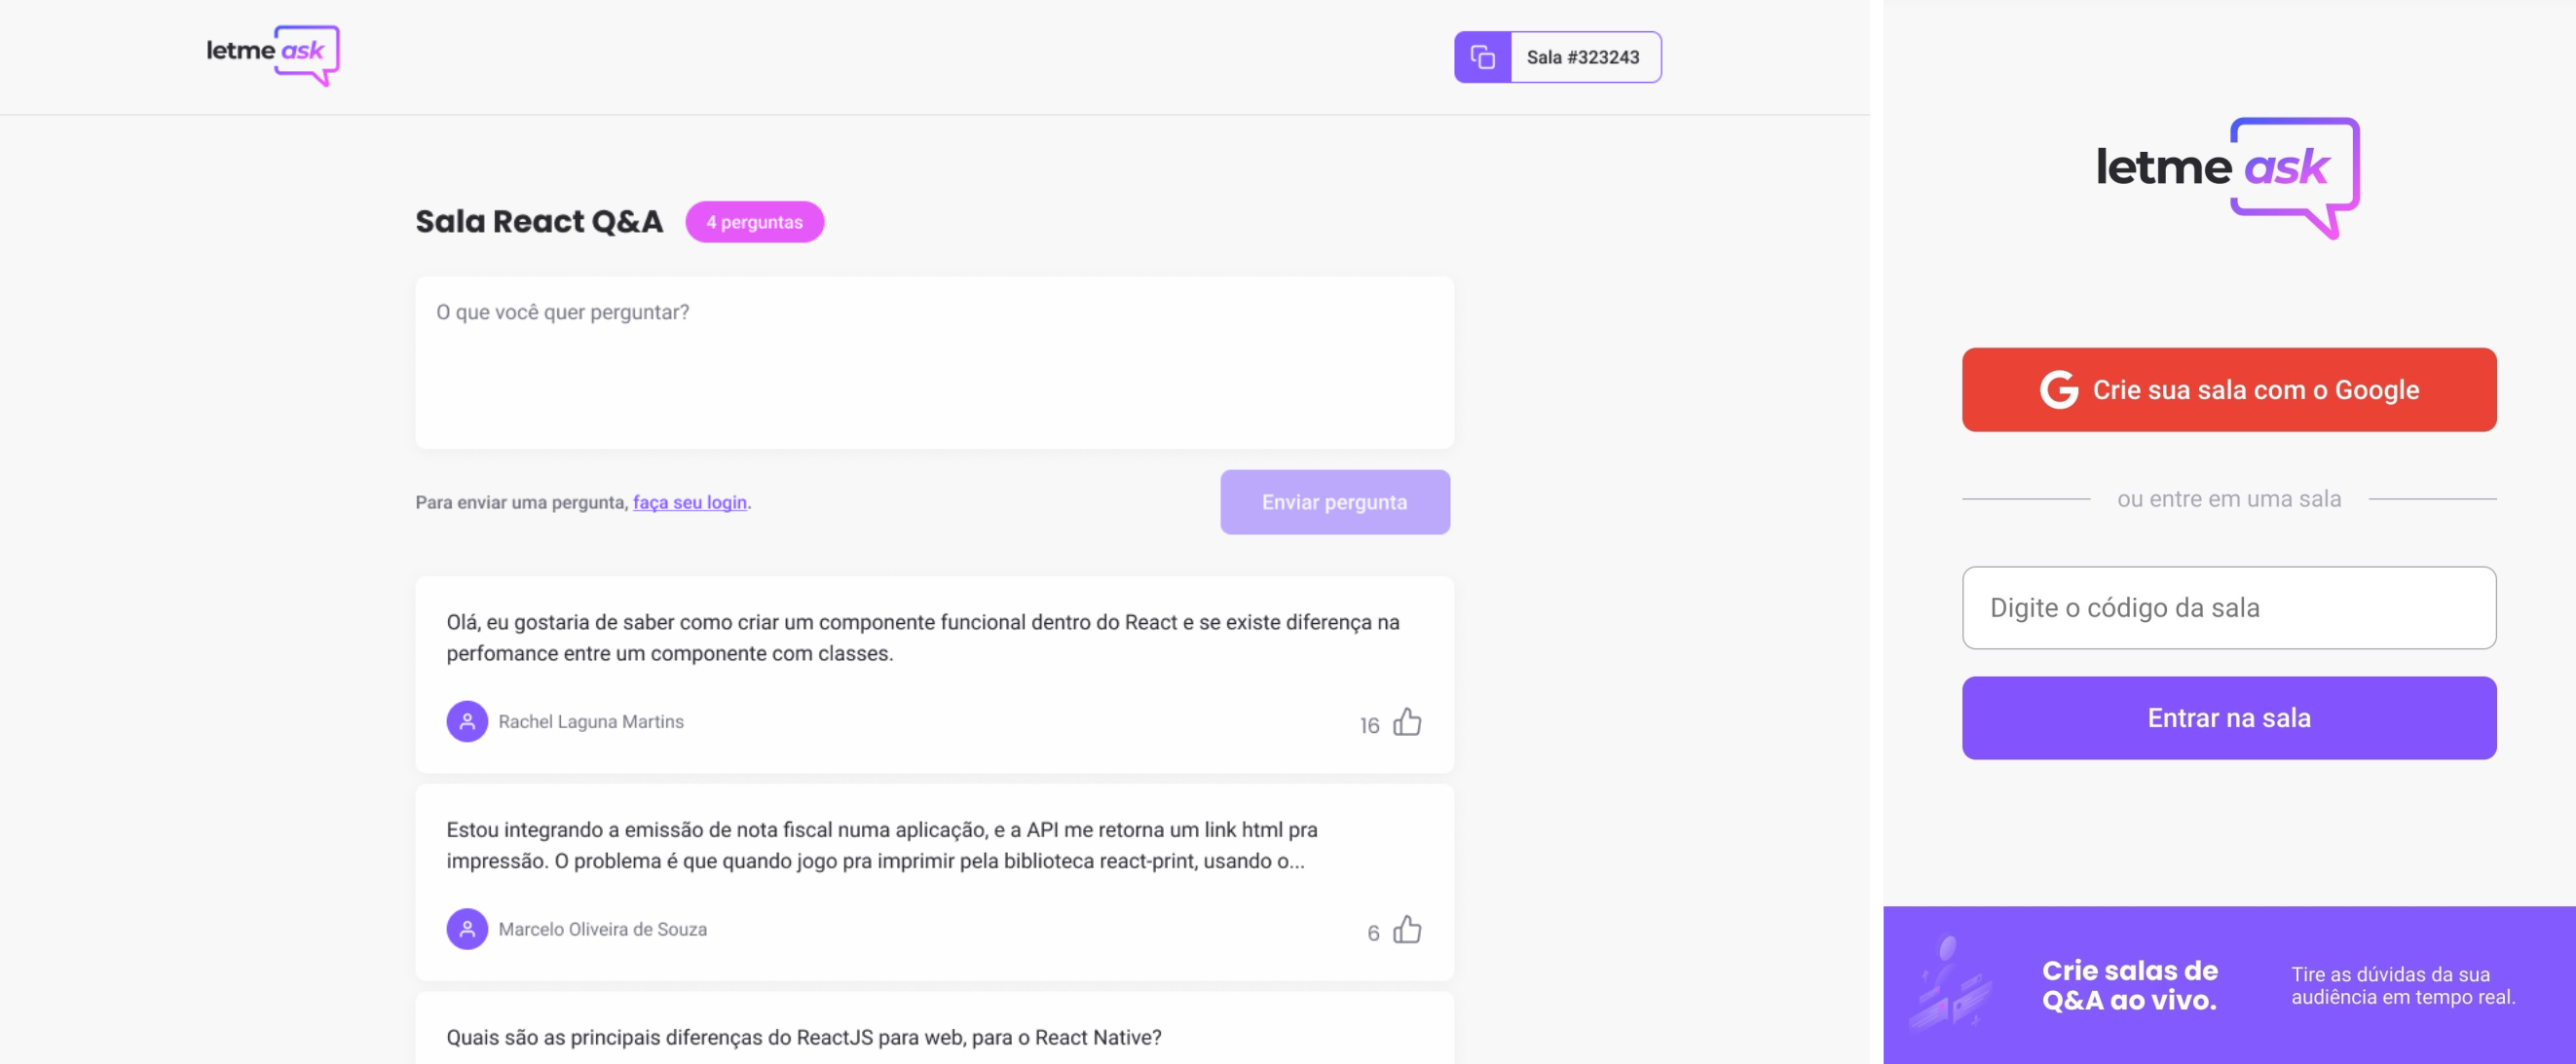 letme ask
Sala #323243
Sala React Q&A
4 perguntas
O que você quer perguntar?
Para enviar uma pergunta, faça seu login.
Enviar pergunta
Olá, eu gostaria de saber como criar um componente funcional dentro do React e se existe diferença na
perfomance entre um componente com classes.
Rachel Laguna Martins
16
Estou integrando a emissão de nota fiscal numa aplicação, e a API me retorna um link html pra
impressão. O problema é que quando jogo pra imprimir pela biblioteca react-print, usando o...
Marcelo Oliveira de Souza
6
Quais são as principais diferenças do ReactJS para web, para o React Native?
letme ask
G Crie sua sala com o Google
ou entre em uma sala
Digite o código da sala
Entrar na sala
Crie salas de
Q&A ao vivo.
Tire as dúvidas da sua
audiência em tempo real.